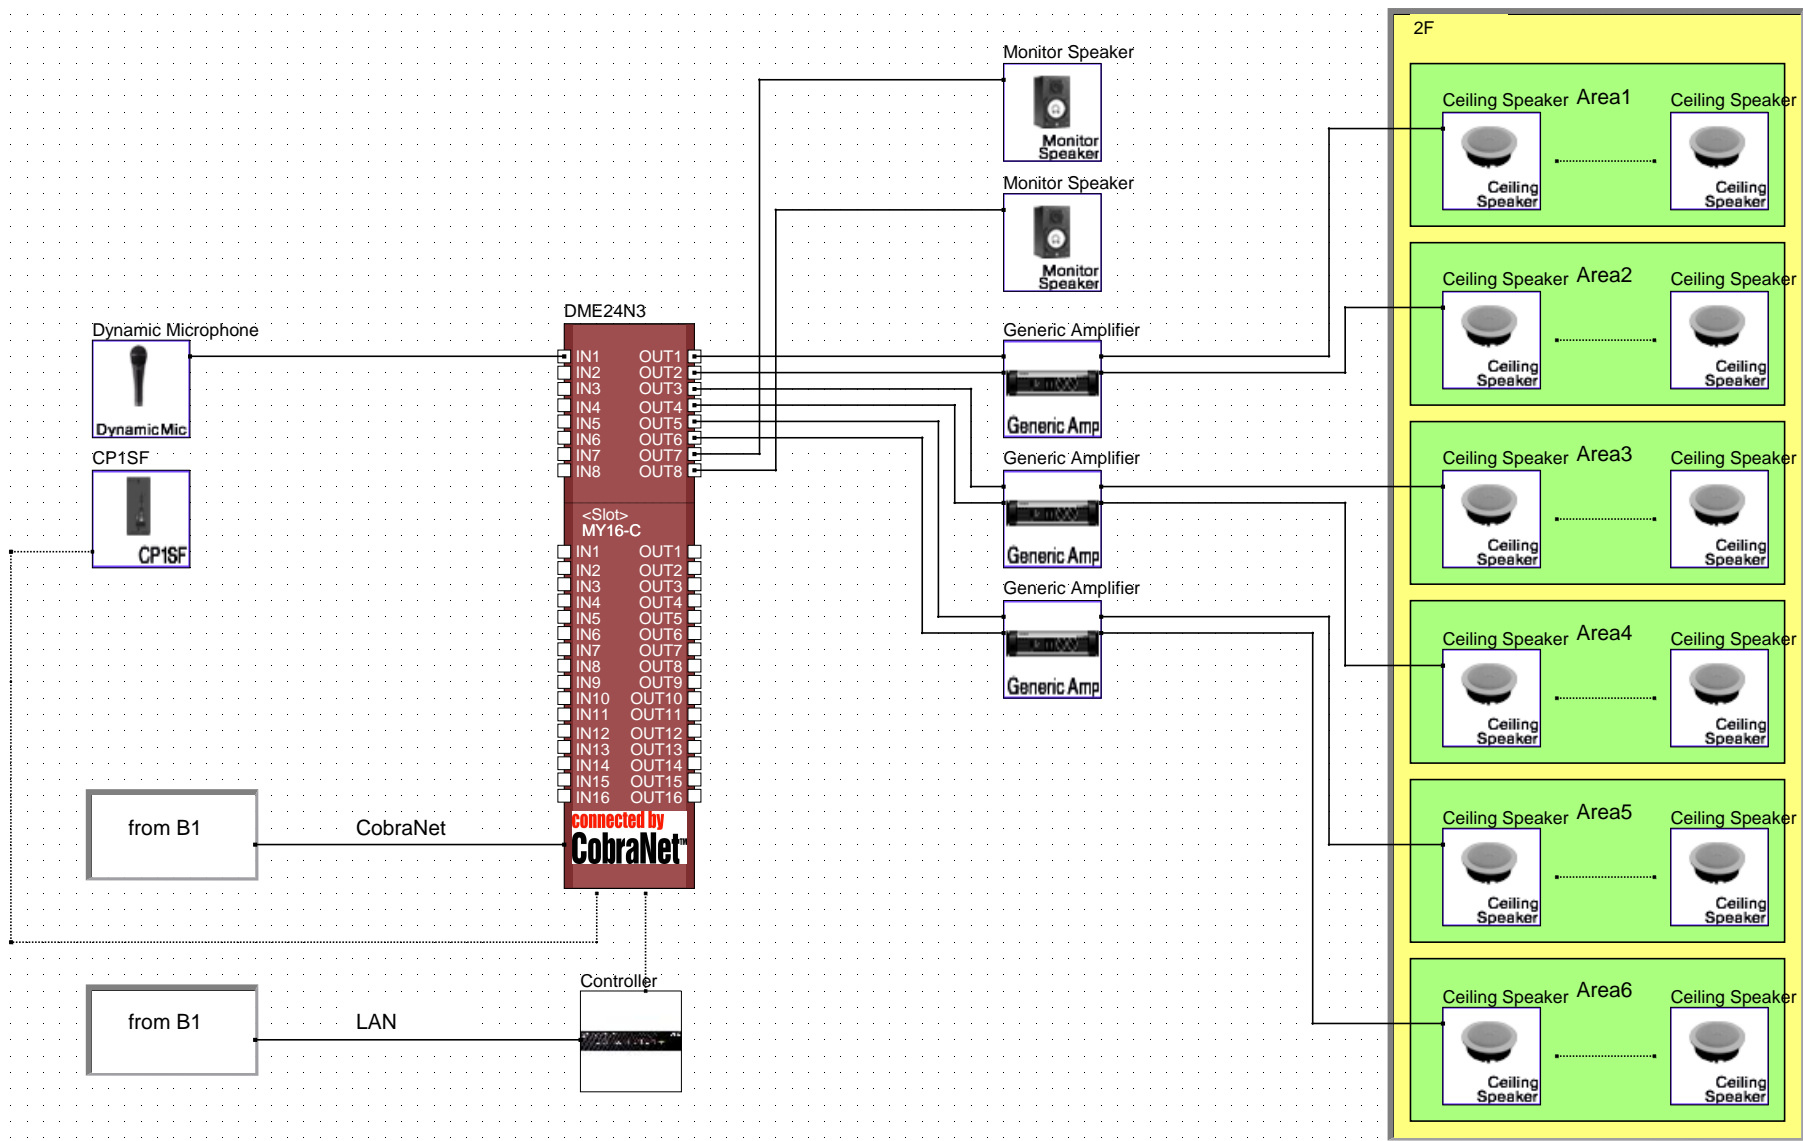 2F
Monitor Speaker
Monitor
Speaker
Monitor Speaker
Monitor
Speaker
Ceiling Speaker Area1 Ceiling Speaker
Ceiling
Speaker
Ceiling
Speaker
Ceiling Speaker Area2 Ceiling Speaker
Ceiling
Speaker
Ceiling
Speaker
Ceiling Speaker Area3 Ceiling Speaker
Ceiling
Speaker
Ceiling
Speaker
Ceiling Speaker Area4 Ceiling Speaker
Ceiling
Speaker
Ceiling
Speaker
Ceiling Speaker Area5 Ceiling Speaker
Ceiling
Speaker
Ceiling
Speaker
Ceiling Speaker Area6 Ceiling Speaker
Ceiling
Speaker
Ceiling
Speaker
Dynamic Microphone
DynamicMic
CP1SF
CP1SF
DME24N3
IN1 OUT1
IN2 OUT2
IN3 OUT3
IN4 OUT4
IN5 OUT5
IN6 OUT6
IN7 OUT7
IN8 OUT8
<Slot>
MY16-C
IN1 OUT1
IN2 OUT2
IN3 OUT3
IN4 OUT4
IN5 OUT5
IN6 OUT6
IN7 OUT7
IN8 OUT8
IN9 OUT9
IN10 OUT10
IN11 OUT11
IN12 OUT12
IN13 OUT13
IN14 OUT14
IN15 OUT15
IN16 OUT16
connected by
CobraNet™
Generic Amplifier
Generic Amp
Generic Amplifier
Generic Amp
Generic Amplifier
Generic Amp
from B1
CobraNet
Controller
from B1
LAN